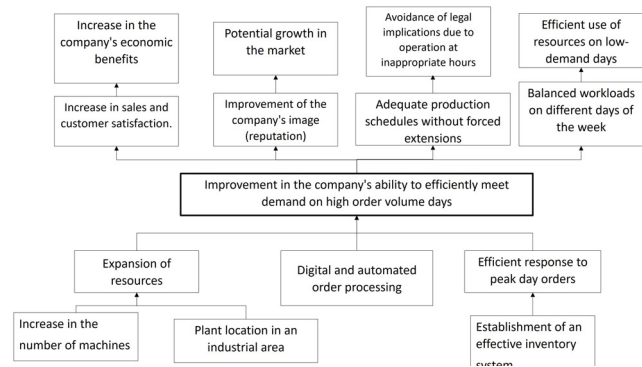 Increase in the
company's economic
benefits
Potential growth in
the market
Avoidance of legal
implications due to
operation at
inappropriate hours
Efficient use of
resources on low-
demand days
Increase in sales and
customer satisfaction.
Improvement of the
company's image
(reputation)
Adequate production
schedules without forced
extensions
Balanced workloads
on different days of
the week
Improvement in the company's ability to efficiently meet
demand on high order volume days
Expansion of
resources
Digital and automated
order processing
Efficient response to
peak day orders
Increase in the
number of machines
Plant location in an
industrial area
Establishment of an
effective inventory
system